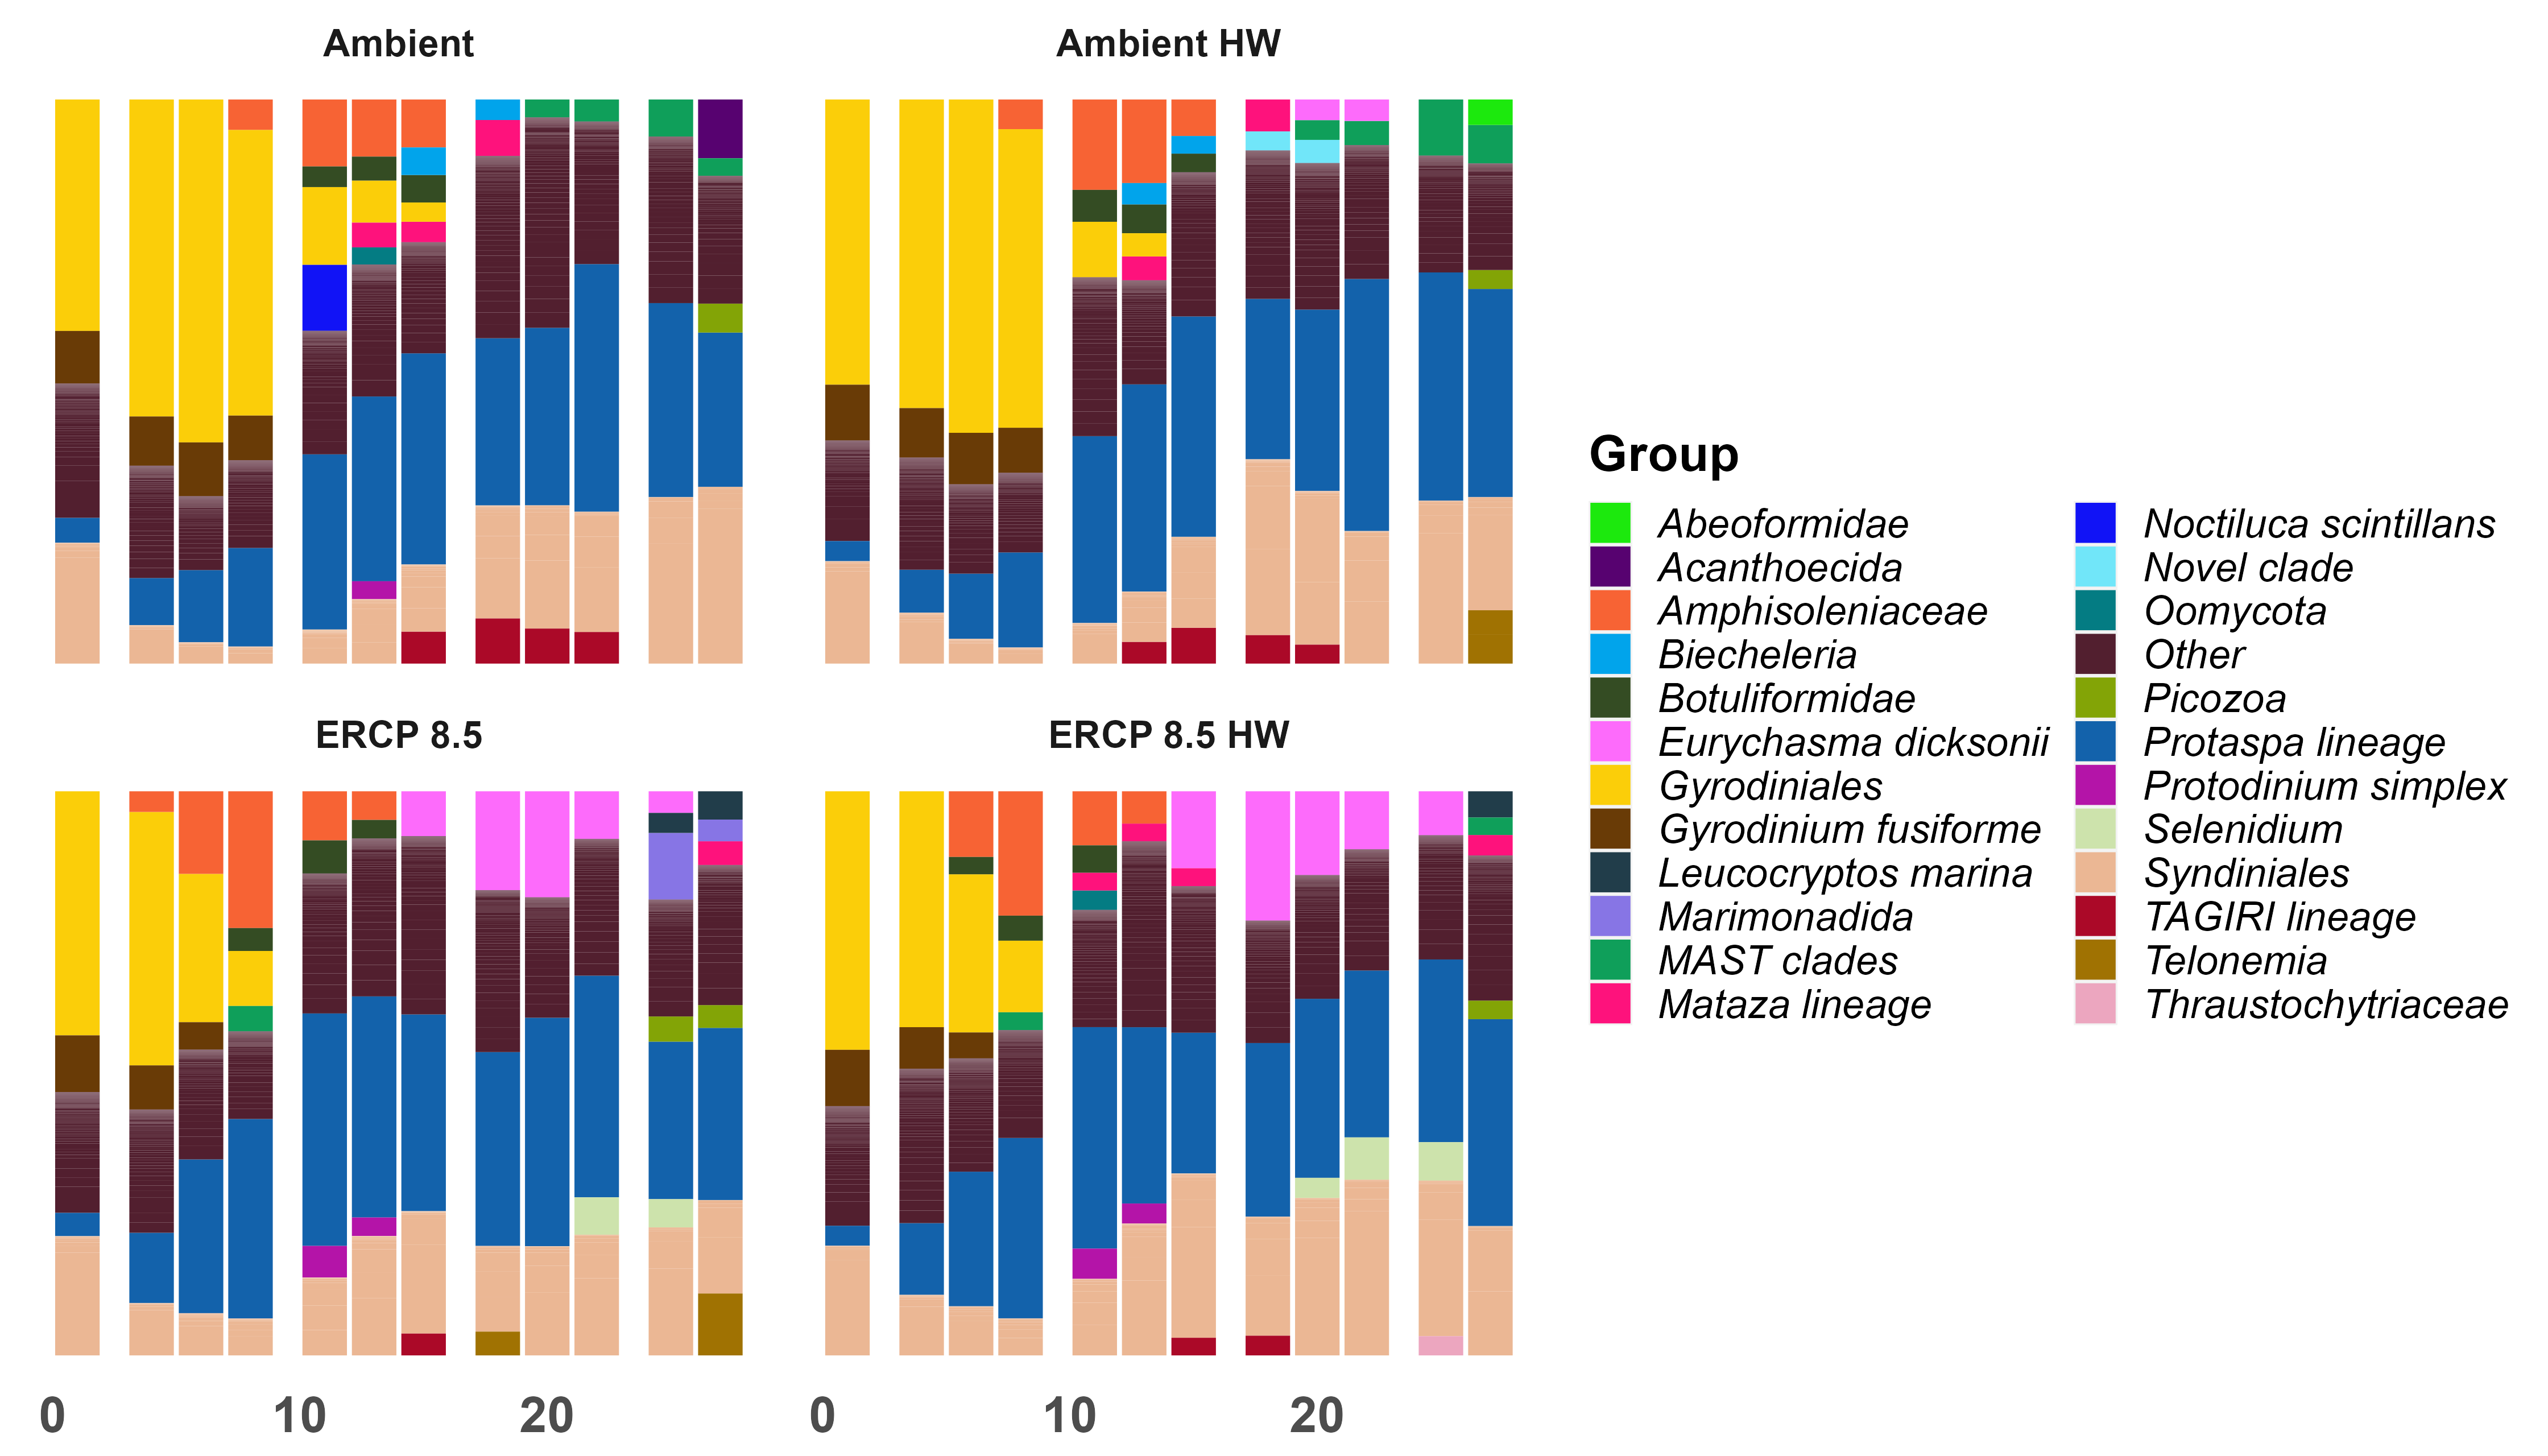 Ambient
Ambient HW
ERCP 8.5
ERCP 8.5 HW
0
10
20
0
10
20
Group
Abeoformidae
Acanthoecida
Amphisoleniaceae
Biecheleria
Botuliformidae
Eurychasma dicksonii
Gyrodiniales
Gyrodinium fusiforme
Leucocryptos marina
Marimonadida
MAST clades
Mataza lineage
Noctiluca scintillans
Novel clade
Oomycota
Other
Picozoa
Protaspa lineage
Protodinium simplex
Selenidium
Syndiniales
TAGIRI lineage
Telonemia
Thraustochytriaceae